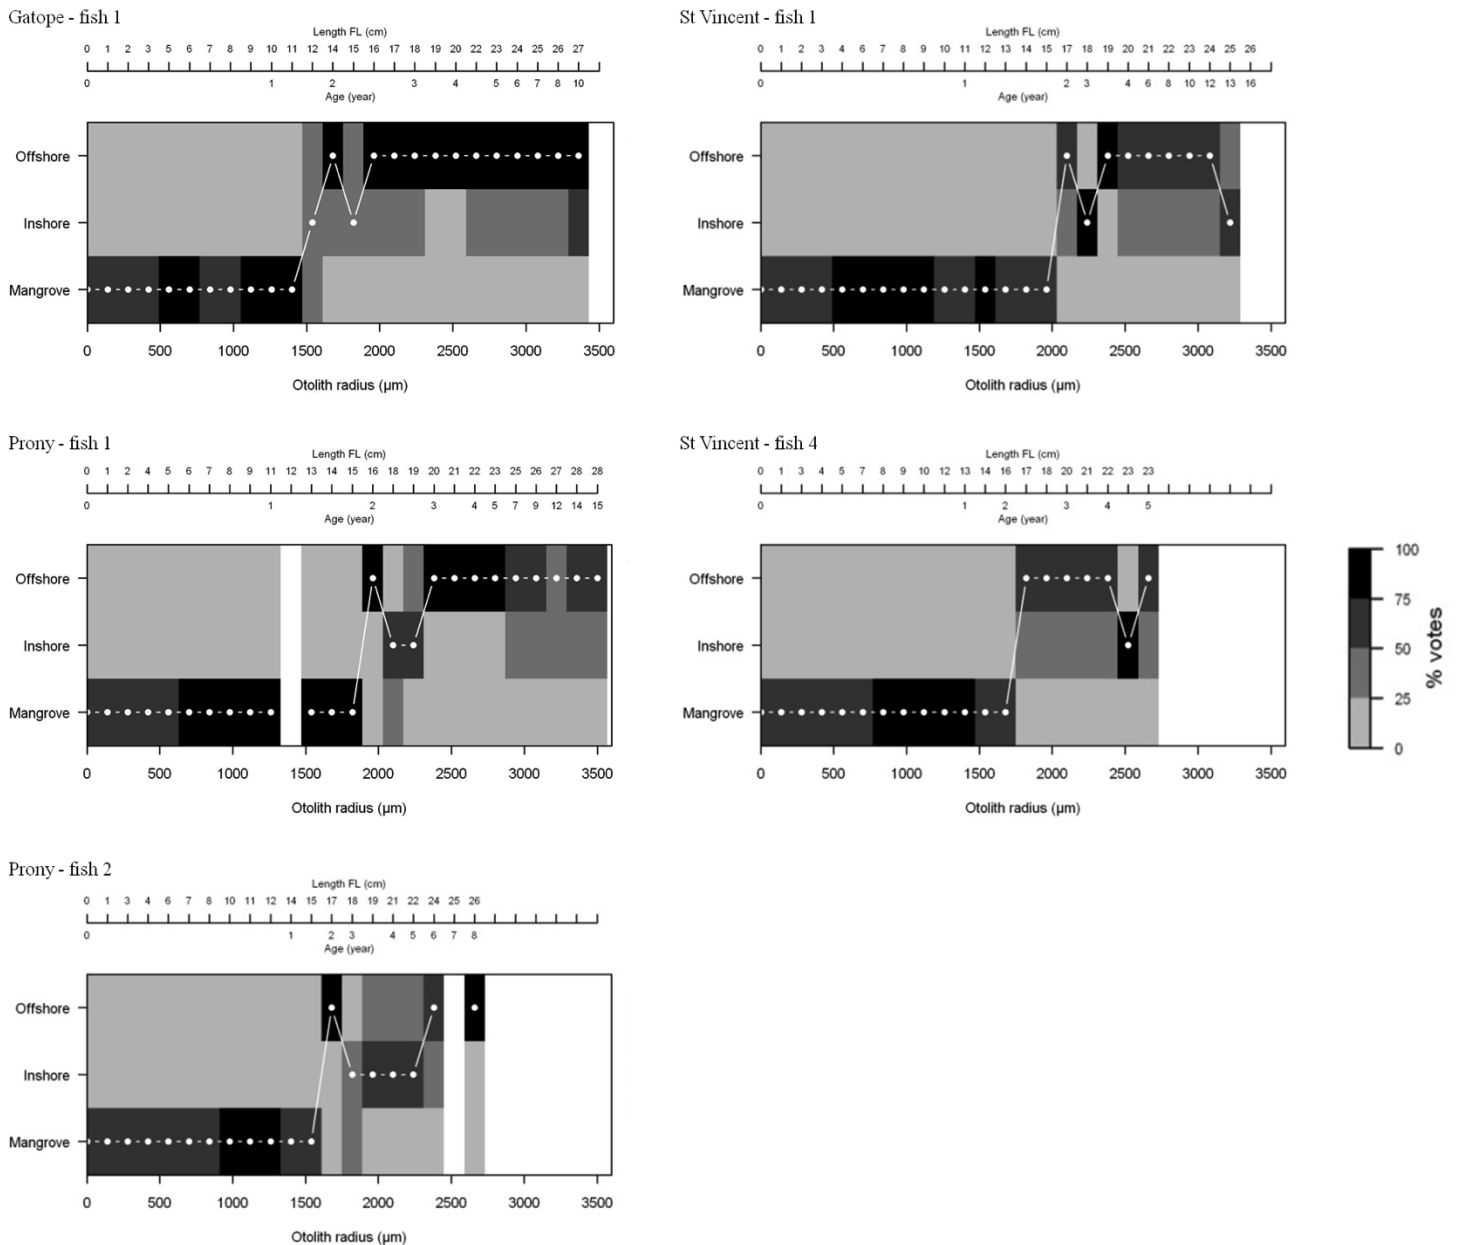 Gatope - fish 1
Length FL (cm)
0 1 2 3 5 6 7 8 9 10 11 12 14 15 16 17 18 19 20 22 23 24 25 26 27
0 1 2 3 4 5 6 7 8 10
Age (year)
Offshore
Inshore
Mangrove
0 500 1000 1500 2000 2500 3000 3500
Otolith radius (µm)
St Vincent - fish 1
Length FL (cm)
0 1 2 3 4 6 7 8 9 10 11 12 13 14 15 17 18 19 20 21 22 23 24 25 26
0 1 2 3 4 6 8 10 12 13 16
Age (year)
Offshore
Inshore
Mangrove
0 500 1000 1500 2000 2500 3000 3500
Otolith radius (µm)
Prony - fish 1
Length FL (cm)
0 1 2 4 5 6 7 8 9 11 12 13 14 15 16 18 19 20 21 22 23 25 26 27 28 28
0 1 2 3 4 5 7 9 12 14 15
Age (year)
Offshore
Inshore
Mangrove
0 500 1000 1500 2000 2500 3000 3500
Otolith radius (µm)
St Vincent - fish 4
Length FL (cm)
0 1 3 4 5 7 8 9 10 12 13 14 16 17 18 20 21 22 23 23
0 1 2 3 4 5
Age (year)
Offshore
Inshore
Mangrove
0 500 1000 1500 2000 2500 3000 3500
Otolith radius (µm)
100
75
50
25
0
% votes
Prony - fish 2
Length FL (cm)
0 1 3 4 6 7 8 10 11 12 14 15 17 18 19 21 22 24 25 26
0 1 2 3 4 5 6 7 8
Age (year)
Offshore
Inshore
Mangrove
0 500 1000 1500 2000 2500 3000 3500
Otolith radius (µm)